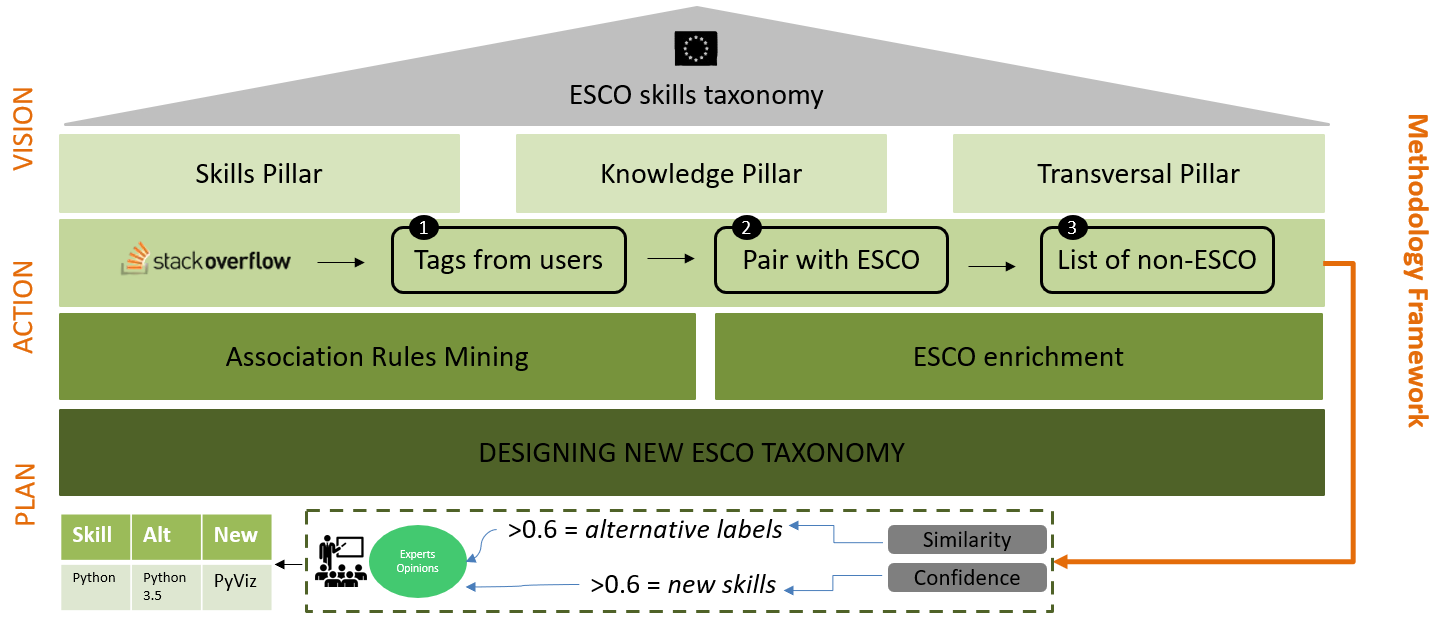 ESCO skills taxonomy
VISION
Skills Pillar
Knowledge Pillar
Transversal Pillar
Methodology Framework
ACTION
stackoverflow
1
Tags from users
2
Pair with ESCO
3
List of non-ESCO
Association Rules Mining
ESCO enrichment
PLAN
DESIGNING NEW ESCO TAXONOMY
Skill Alt New
Python Python PyViz
3.5
Experts
Opinions
>0.6 = alternative labels
>0.6 = new skills
Similarity
Confidence